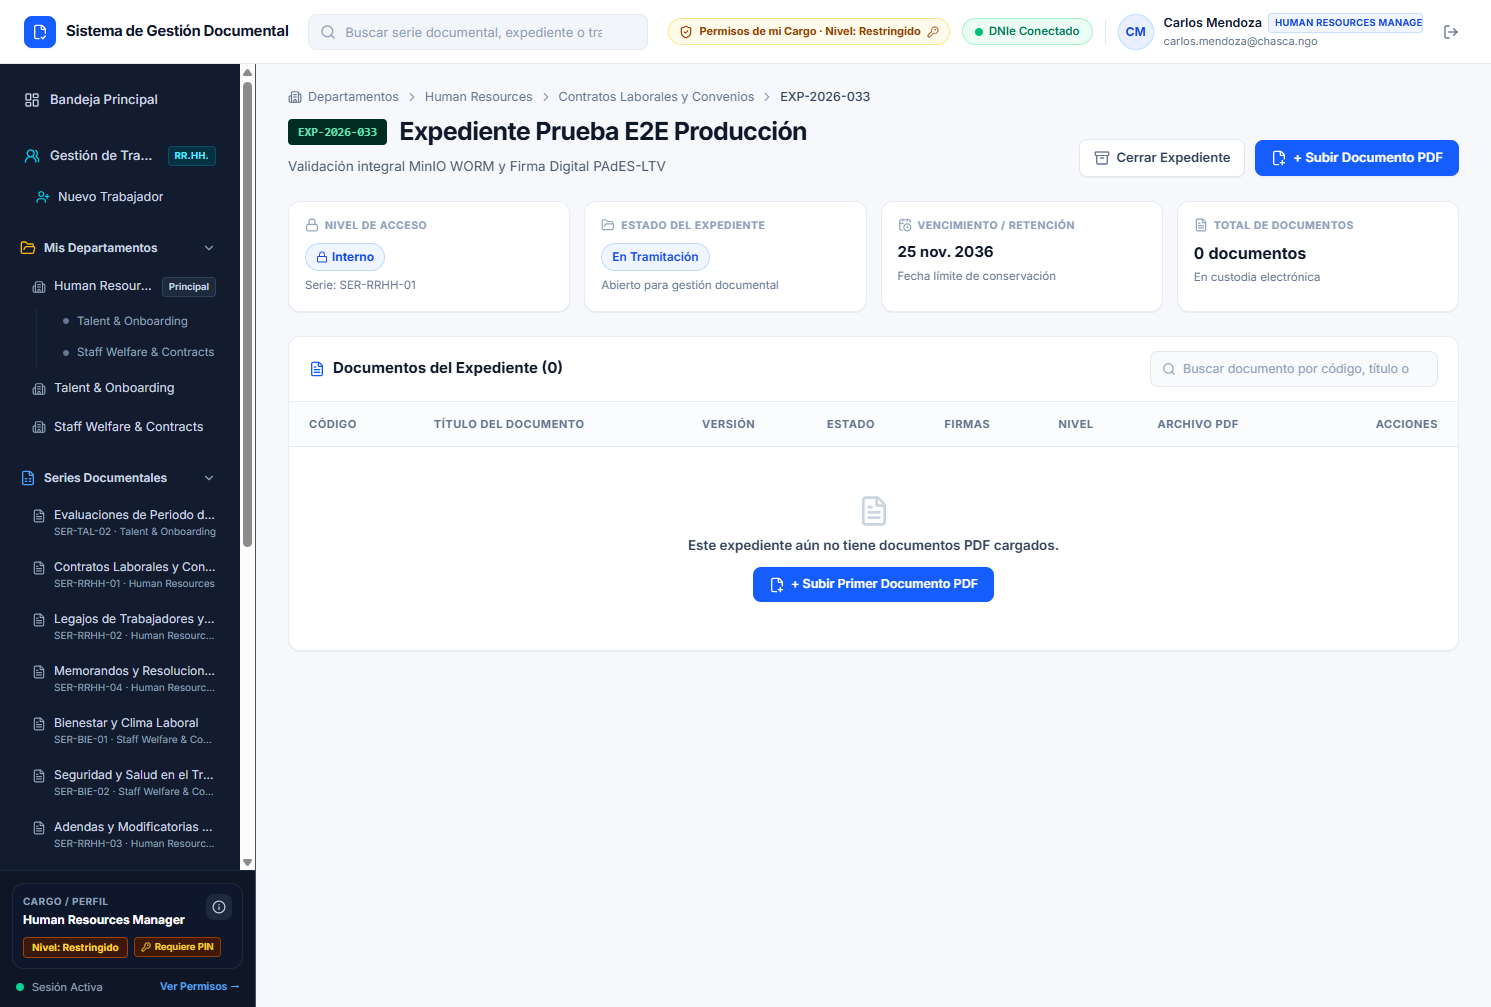 Sistema de Gestión Documental
Buscar serie documental, expediente o tra
Permisos de mi Cargo · Nivel: Restringido
DNIe Conectado
CM
Carlos Mendoza
HUMAN RESOURCES MANAGE
carlos.mendoza@chasca.ngo
Bandeja Principal
Gestión de Tra...
RR.HH.
Nuevo Trabajador
Mis Departamentos
Human Resour...
Principal
Talent & Onboarding
Staff Welfare & Contracts
Talent & Onboarding
Staff Welfare & Contracts
Series Documentales
Evaluaciones de Periodo d...
SER-TAL-02 · Talent & Onboarding
Contratos Laborales y Con...
SER-RRHH-01 · Human Resources
Legajos de Trabajadores y...
SER-RRHH-02 · Human Resourc...
Memorandos y Resolucion...
SER-RRHH-04 · Human Resourc...
Bienestar y Clima Laboral
SER-BIE-01 · Staff Welfare & Co...
Seguridad y Salud en el Tr...
SER-BIE-02 · Staff Welfare & Co...
Adendas y Modificatorias ...
SER-RRHH-03 · Human Resourc...
CARGO / PERFIL
Human Resources Manager
Nivel: Restringido
Requiere PIN
Sesión Activa
Ver Permisos →
Departamentos > Human Resources > Contratos Laborales y Convenios > EXP-2026-033
EXP-2026-033
Expediente Prueba E2E Producción
Validación integral MinIO WORM y Firma Digital PAdES-LTV
Cerrar Expediente
+ Subir Documento PDF
NIVEL DE ACCESO
Interno
Serie: SER-RRHH-01
ESTADO DEL EXPEDIENTE
En Tramitación
Abierto para gestión documental
VENCIMIENTO / RETENCIÓN
25 nov. 2036
Fecha límite de conservación
TOTAL DE DOCUMENTOS
0 documentos
En custodia electrónica
Documentos del Expediente (0)
Buscar documento por código, título o
CÓDIGO TÍTULO DEL DOCUMENTO VERSIÓN ESTADO FIRMAS NIVEL ARCHIVO PDF ACCIONES
Este expediente aún no tiene documentos PDF cargados.
+ Subir Primer Documento PDF